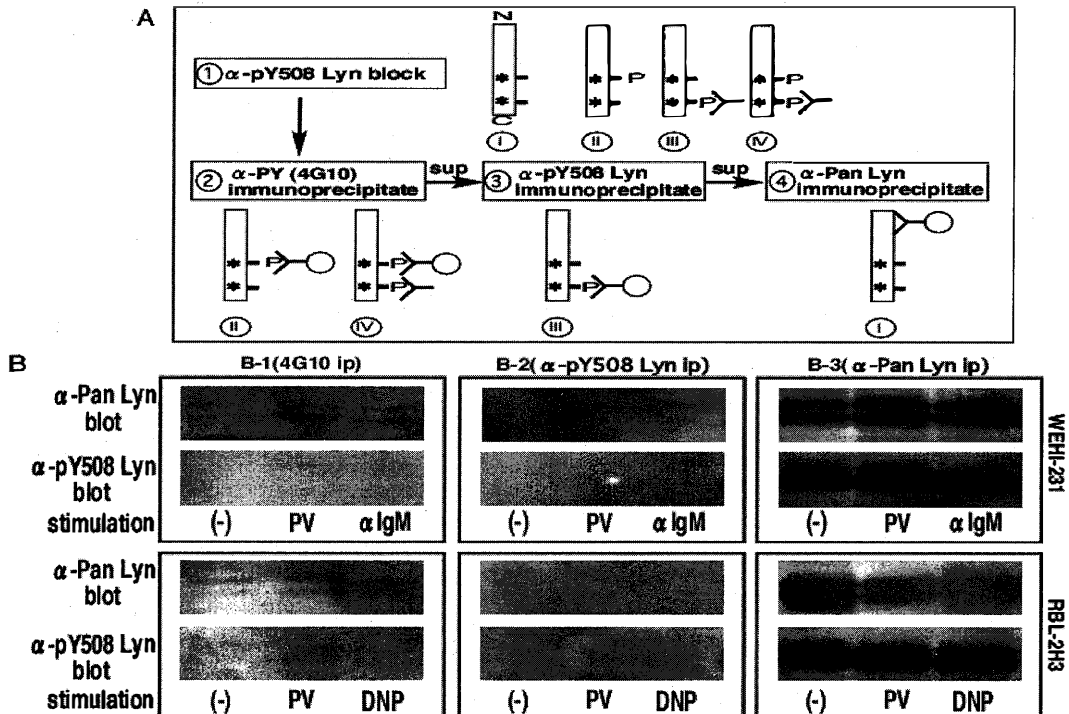 A
N
① α-pY508 Lyn block
* P * * P
* * * P * P
C
Ⅰ Ⅱ Ⅲ Ⅳ
② α-PY (4G10) immunoprecipitate
sup
③ α-pY508 Lyn immunoprecipitate
sup
④ α-Pan Lyn immunoprecipitate
* P * P * *
* * P * P *
Ⅱ Ⅳ Ⅲ Ⅰ
B
B-1(4G10 ip)
B-2(α-pY508 Lyn ip)
B-3(α-Pan Lyn ip)
α-Pan Lyn
blot
α-pY508 Lyn
blot
stimulation
(-) PV αIgM
(-) PV αIgM
(-) PV αIgM
WEHI-231
α-Pan Lyn
blot
α-pY508 Lyn
blot
stimulation
(-) PV DNP
(-) PV DNP
(-) PV DNP
RBL-2H3